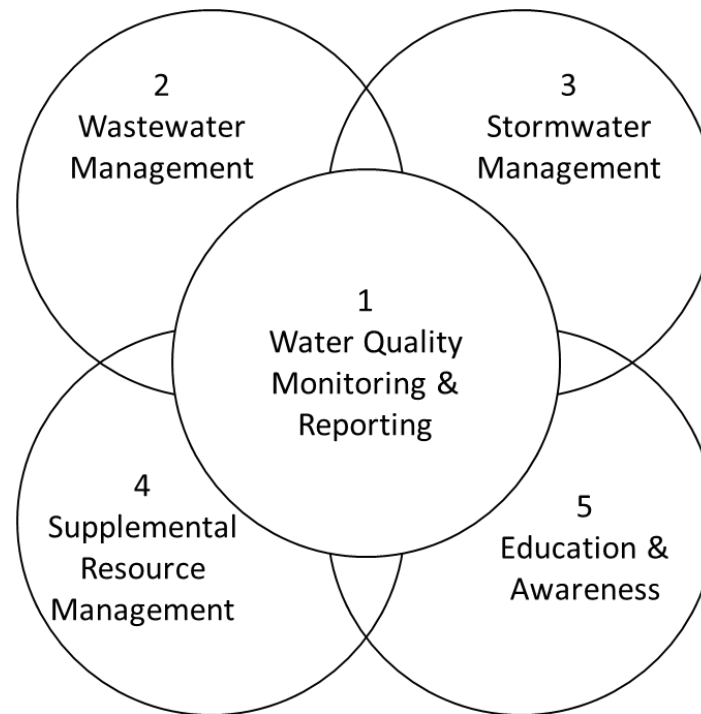 2
Wastewater
Management
3
Stormwater
Management
1
Water Quality
Monitoring &
Reporting
4
Supplemental
Resource
Management
5
Education &
Awareness